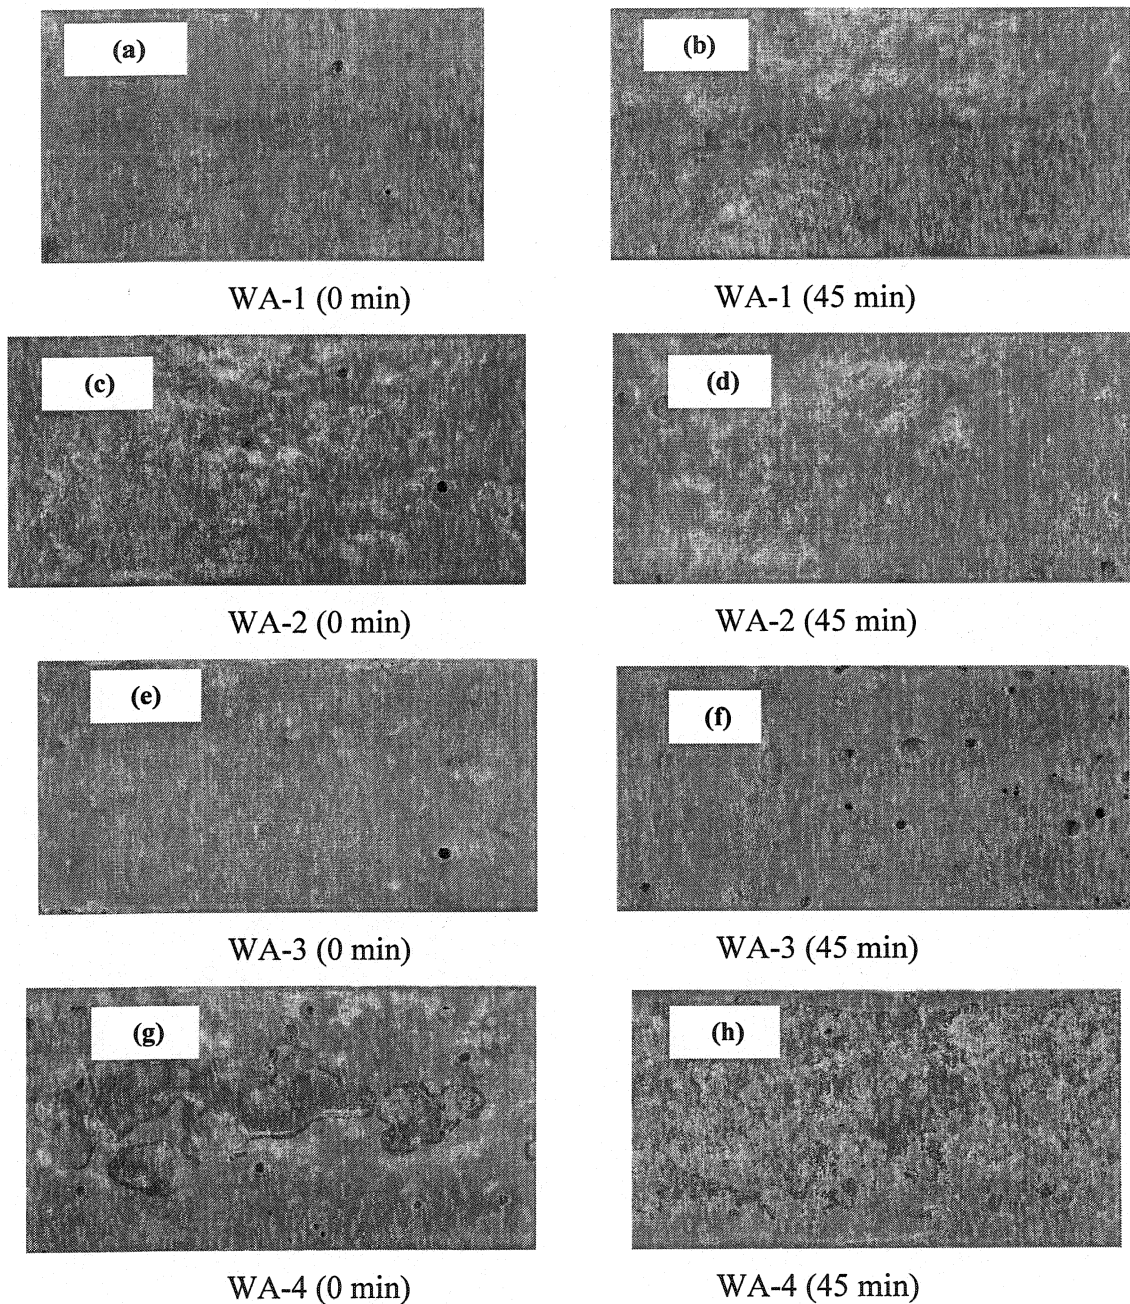 (a)
(b)
WA-1 (0 min)
WA-1 (45 min)
(c)
(d)
WA-2 (0 min)
WA-2 (45 min)
(e)
(f)
WA-3 (0 min)
WA-3 (45 min)
(g)
(h)
WA-4 (0 min)
WA-4 (45 min)